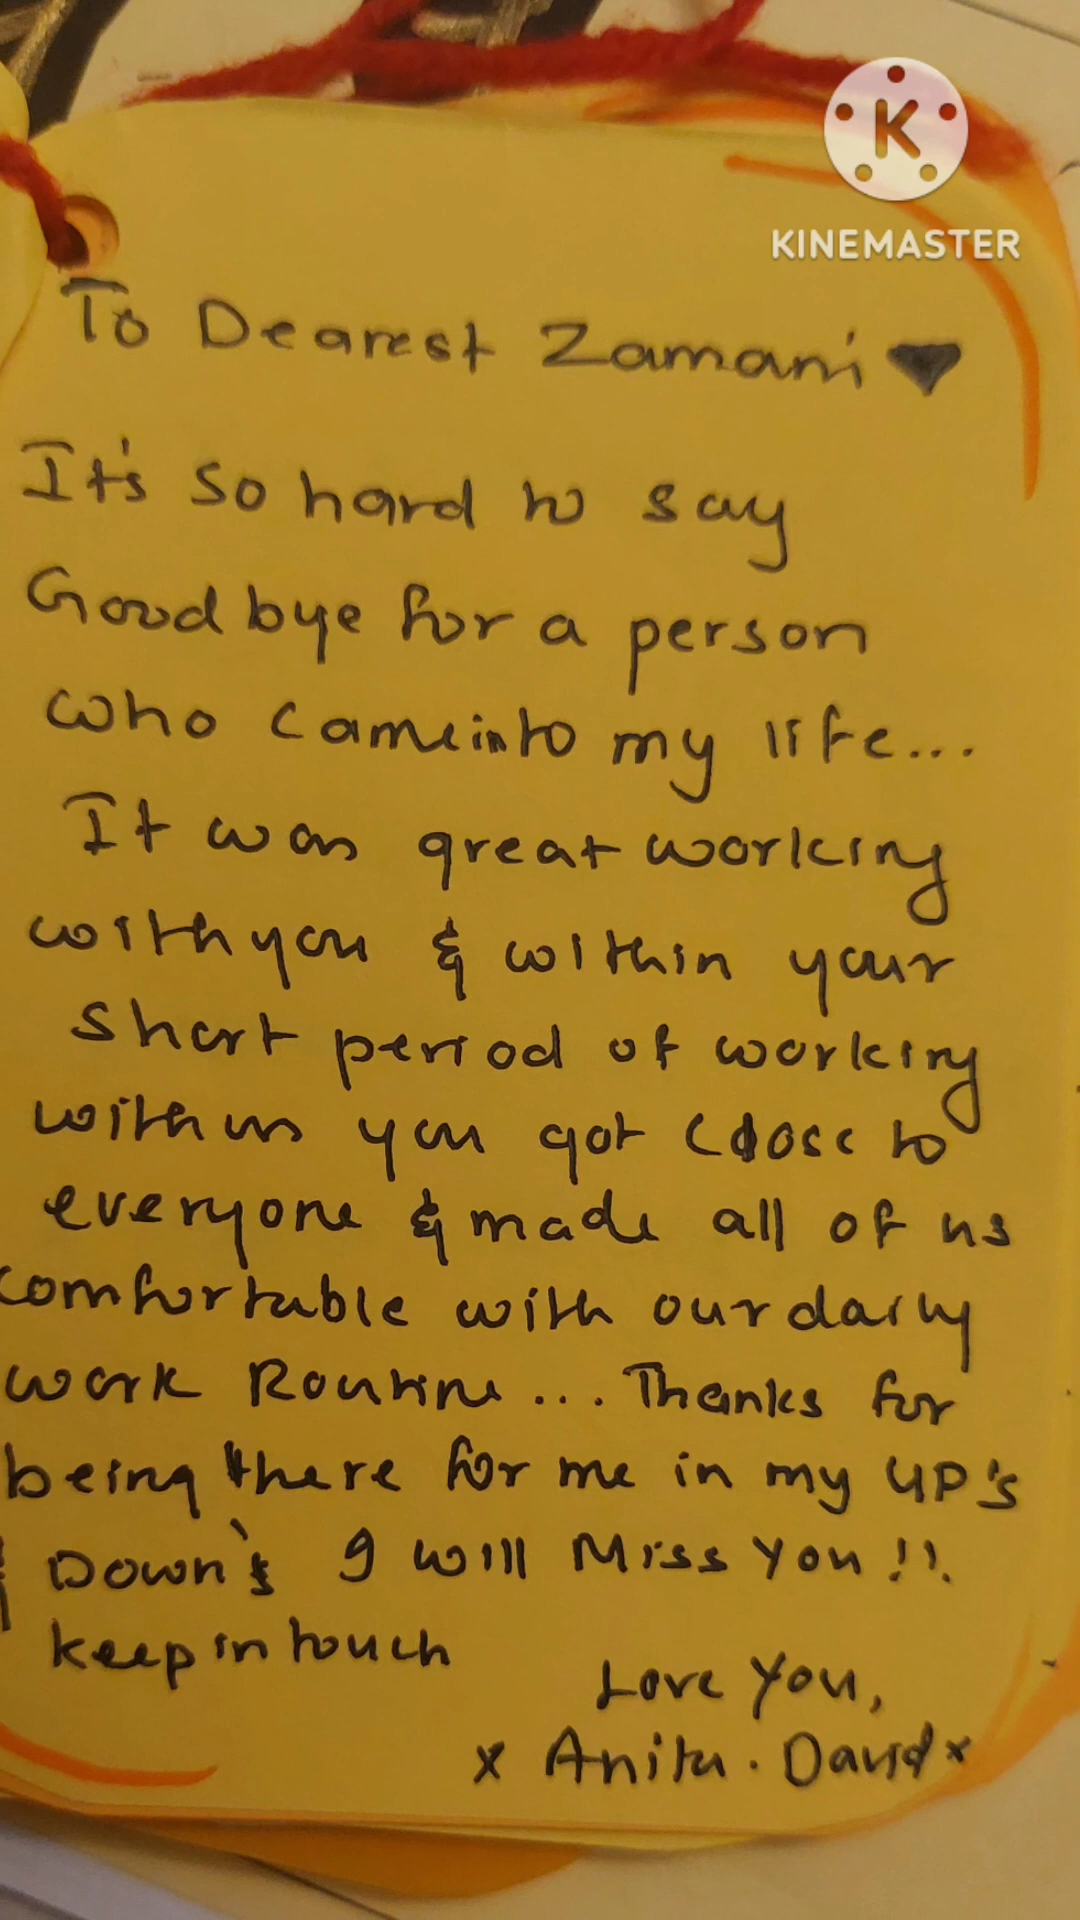 K
KINEMASTER
To Dearest Zamani ♥
It's so hard to say
Goodbye for a person
who came into my life...
It was great working
with you & within your
short period of working
with us you got close to
everyone & made all of us
comfortable with our daily
work Routine... Thanks for
being there for me in my UP's
Down's I will Miss You !!
keep in touch
Love You,
x Anita. David x